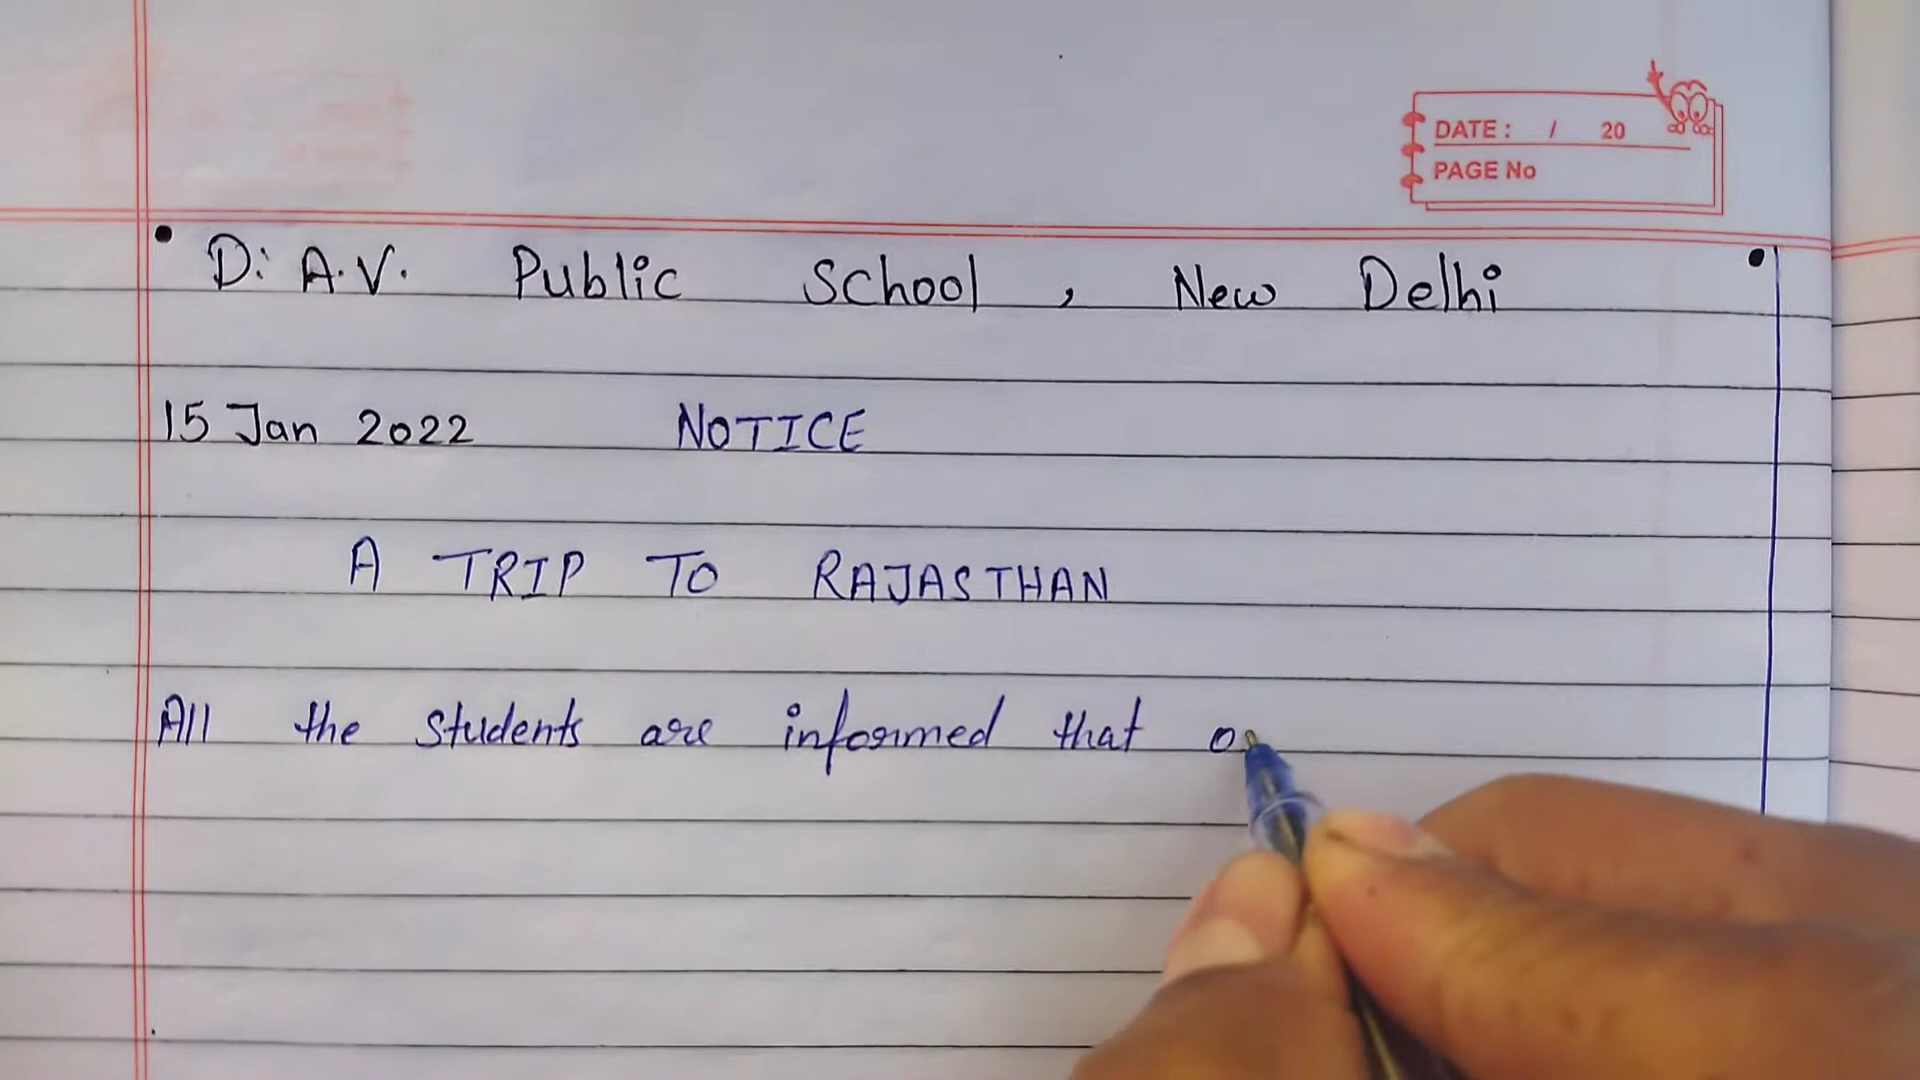 DATE : / 20
PAGE No
D. A.V. Public School, New Delhi
15 Jan 2022 NOTICE
A TRIP TO RAJASTHAN
All the students are informed that